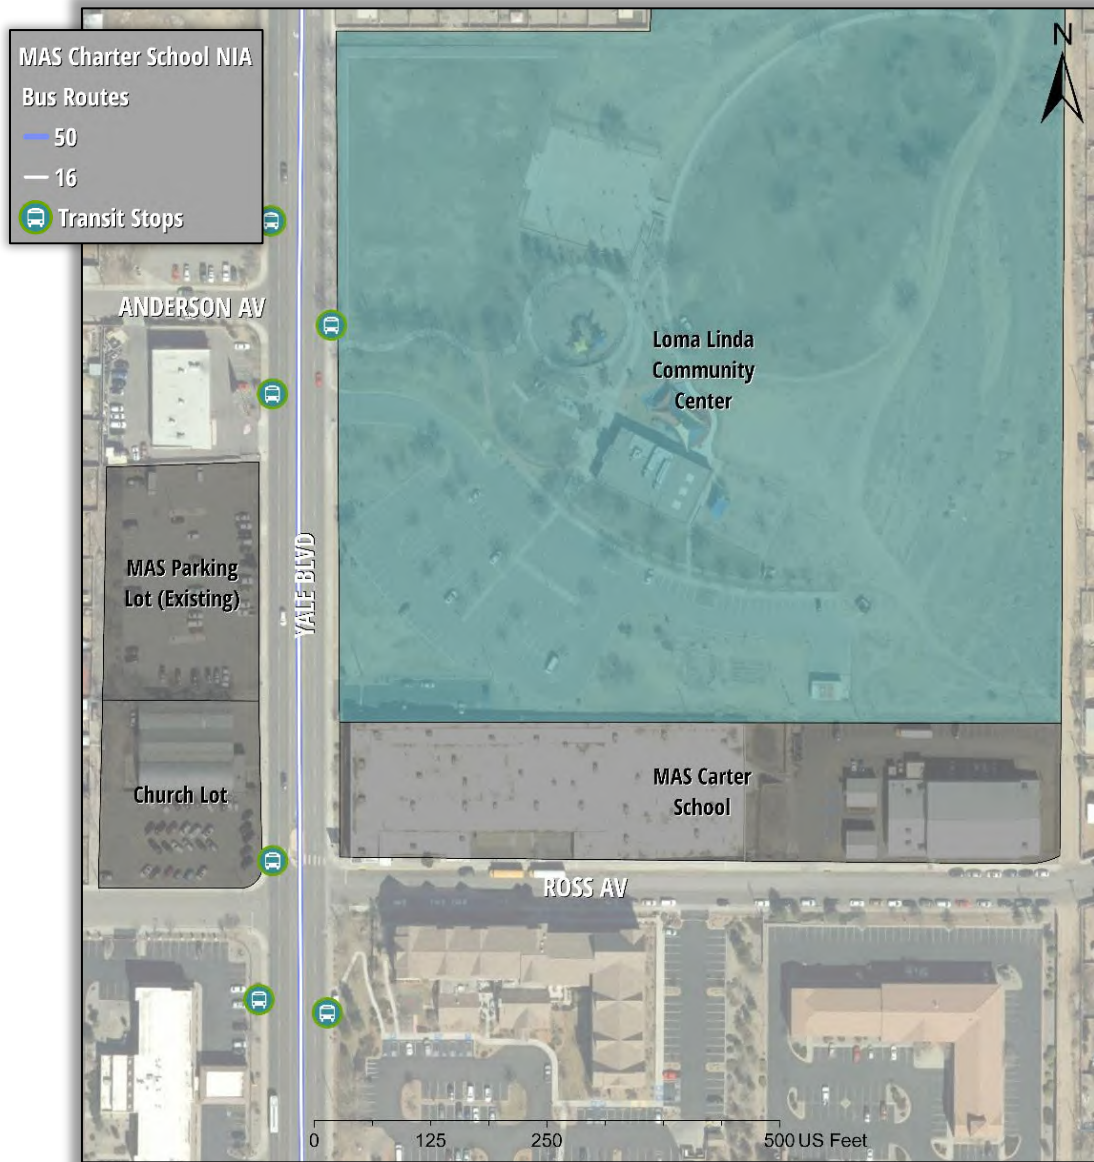 MAS Charter School NIA
Bus Routes
50
16
Transit Stops
N
ANDERSON AV
Loma Linda
Community
Center
YALE BLVD
MAS Parking
Lot (Existing)
Church Lot
MAS Carter
School
ROSS AV
0 125 250 500 US Feet